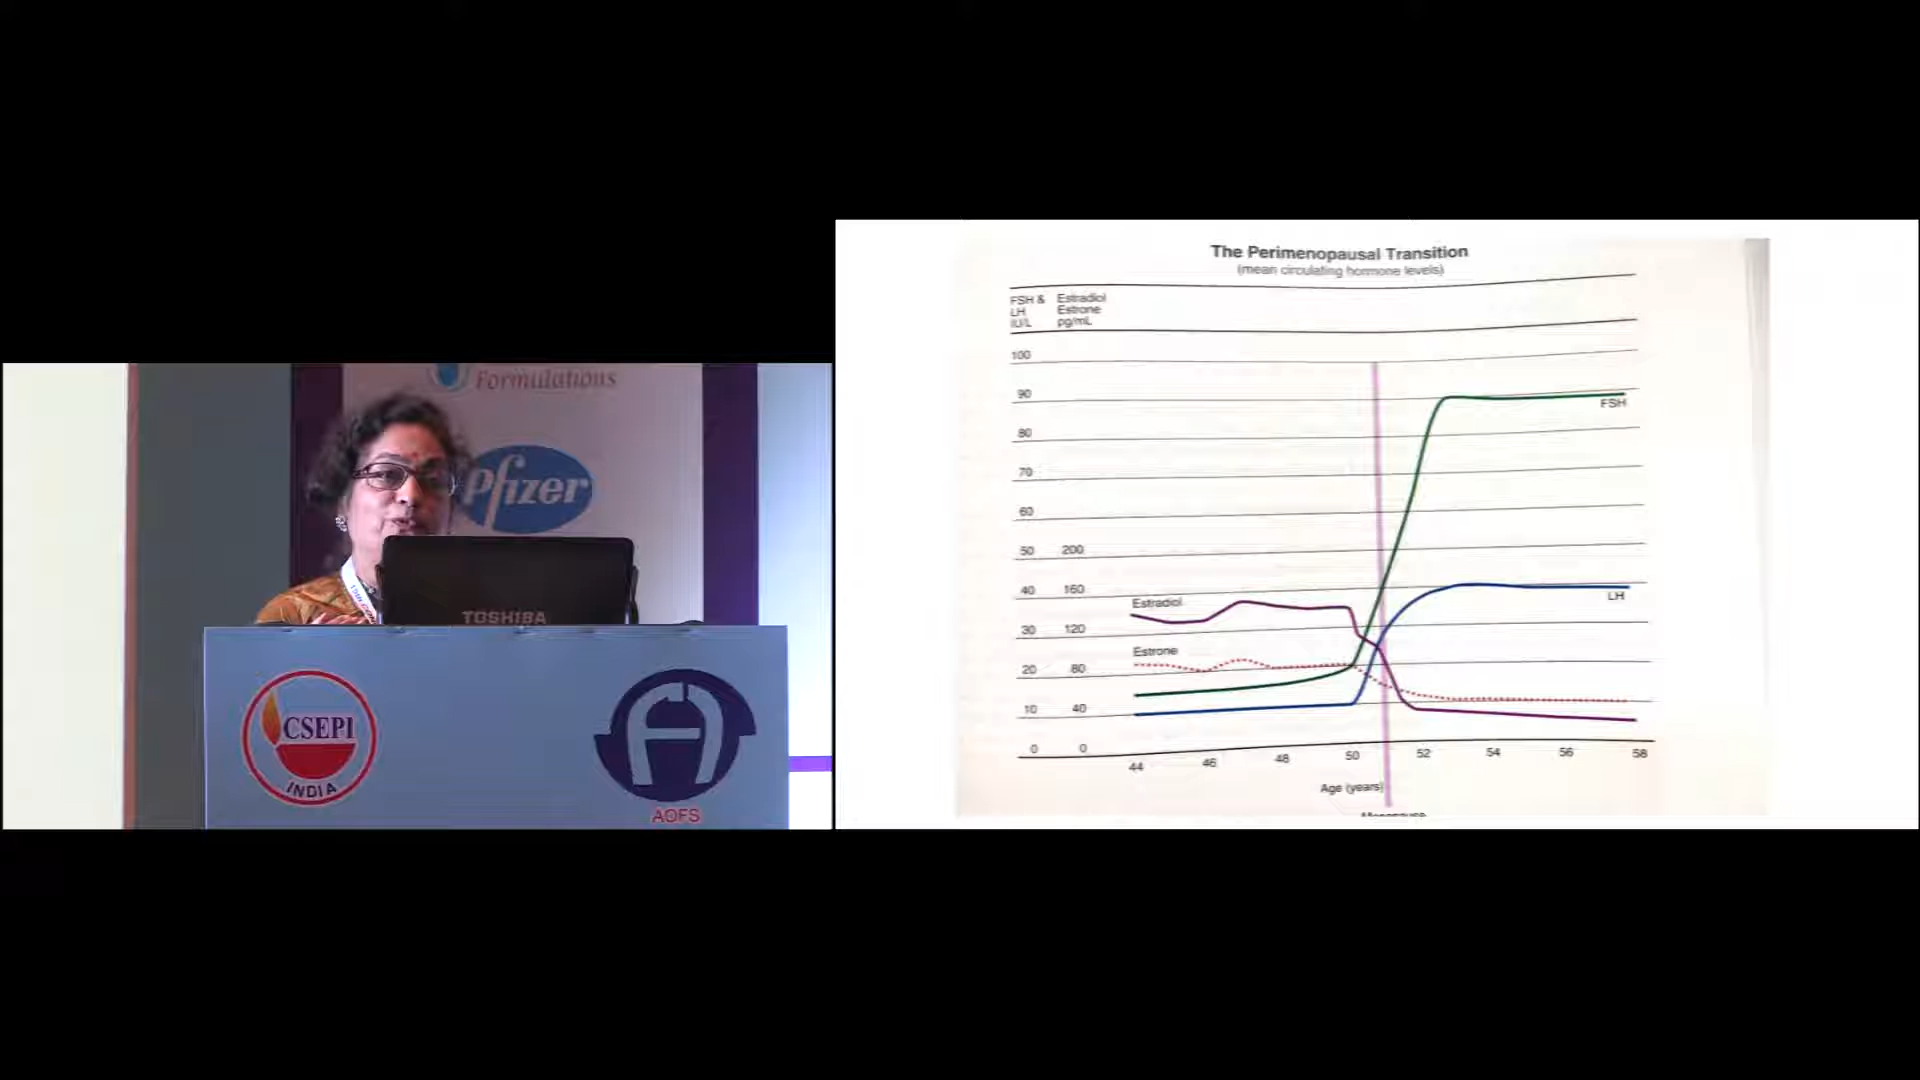 Formulations
Pfizer
TOSHIBA
CSEPI
INDIA
AOFS
The Perimenopausal Transition
(mean circulating hormone levels)
FSH & Estradiol
LH Estrone
IU/L pg/mL
100
90
80
70
60
50 200
40 160
30 120
20 80
10 40
0 0
FSH
LH
Estradiol
Estrone
44 46 48 50 52 54 56 58
Age (years)
Menopause